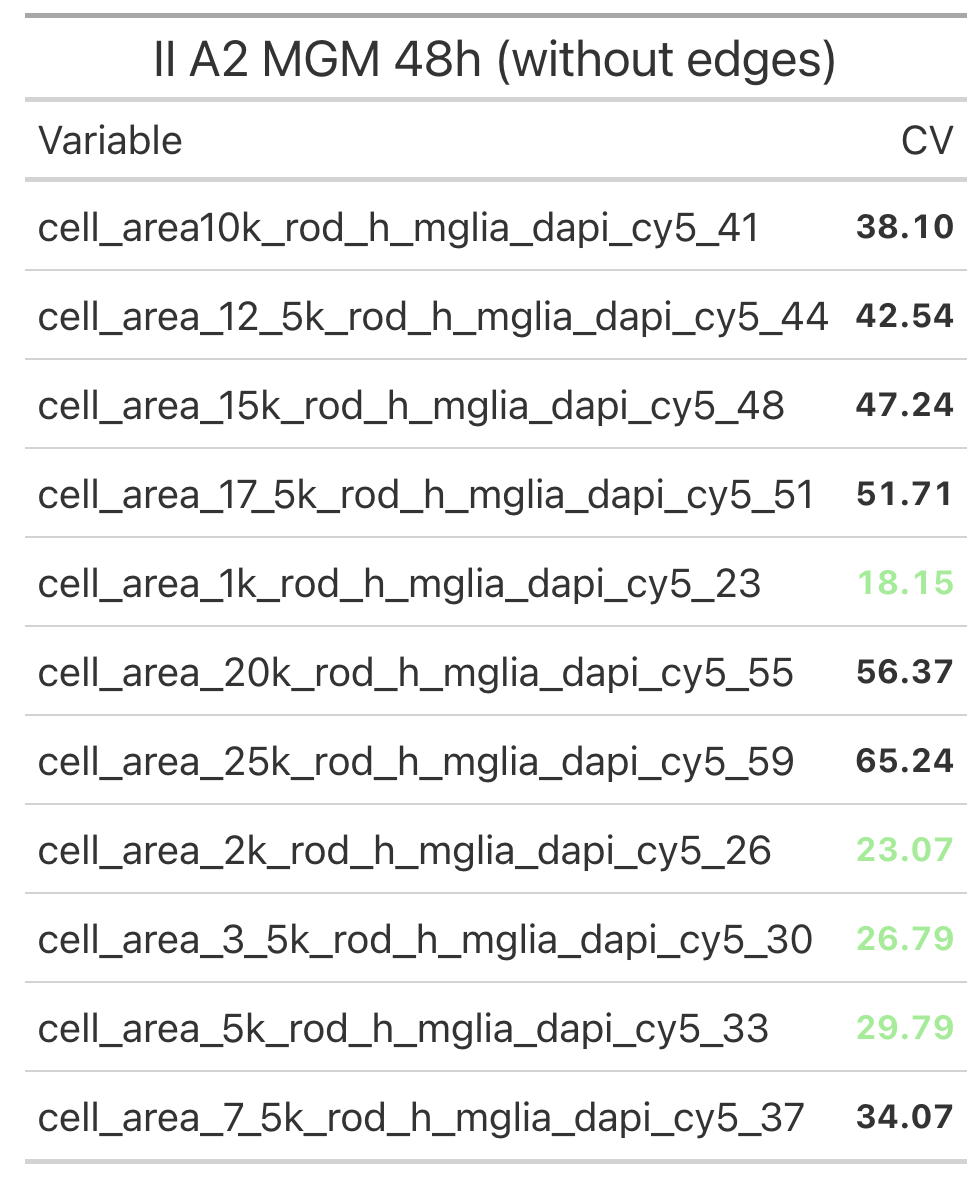 II A2 MGM 48h (without edges)
Variable CV
cell_area10k_rod_h_mglia_dapi_cy5_41 38.10
cell_area_12_5k_rod_h_mglia_dapi_cy5_44 42.54
cell_area_15k_rod_h_mglia_dapi_cy5_48 47.24
cell_area_17_5k_rod_h_mglia_dapi_cy5_51 51.71
cell_area_1k_rod_h_mglia_dapi_cy5_23 18.15
cell_area_20k_rod_h_mglia_dapi_cy5_55 56.37
cell_area_25k_rod_h_mglia_dapi_cy5_59 65.24
cell_area_2k_rod_h_mglia_dapi_cy5_26 23.07
cell_area_3_5k_rod_h_mglia_dapi_cy5_30 26.79
cell_area_5k_rod_h_mglia_dapi_cy5_33 29.79
cell_area_7_5k_rod_h_mglia_dapi_cy5_37 34.07